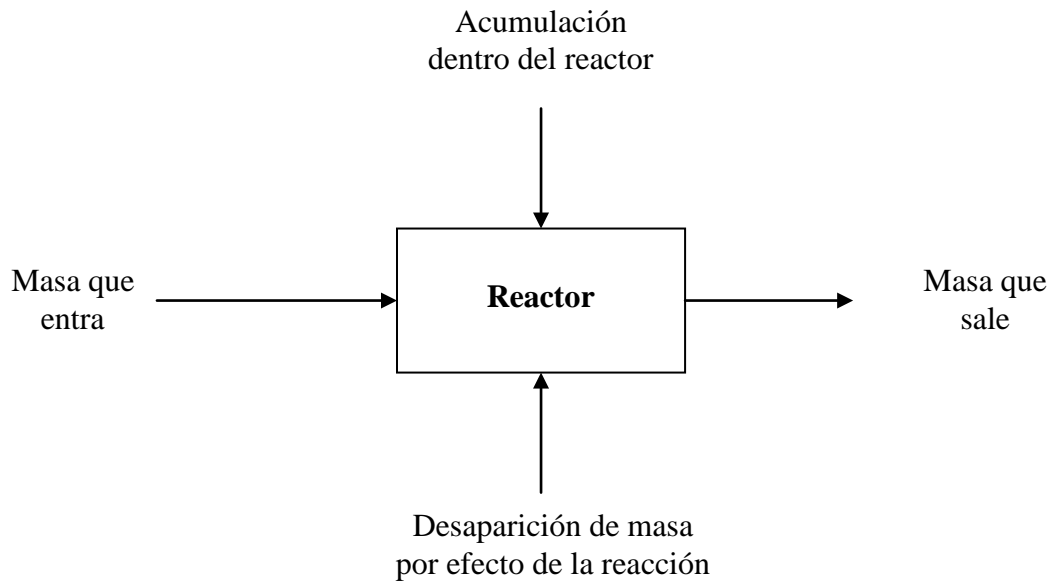 Acumulación
dentro del reactor
Masa que
entra
Reactor
Masa que
sale
Desaparición de masa
por efecto de la reacción